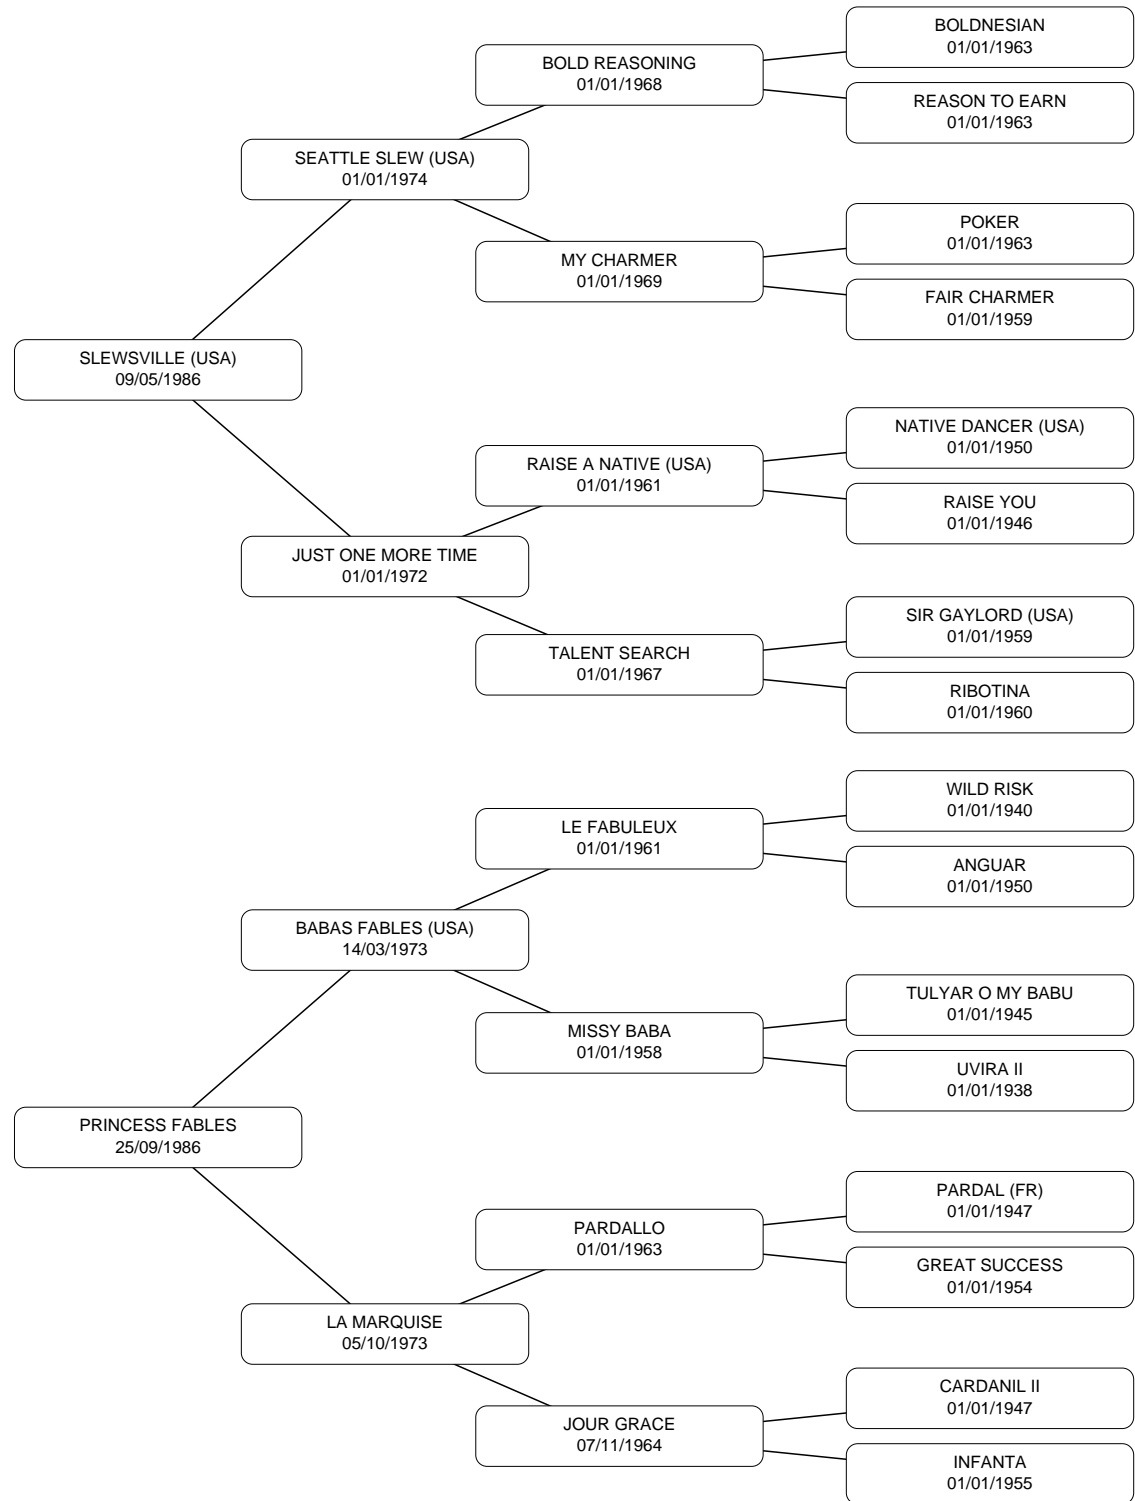 BOLDNESIAN
01/01/1963
BOLD REASONING
01/01/1968
REASON TO EARN
01/01/1963
SEATTLE SLEW (USA)
01/01/1974
POKER
01/01/1963
MY CHARMER
01/01/1969
FAIR CHARMER
01/01/1959
SLEWSVILLE (USA)
09/05/1986
NATIVE DANCER (USA)
01/01/1950
RAISE A NATIVE (USA)
01/01/1961
RAISE YOU
01/01/1946
JUST ONE MORE TIME
01/01/1972
SIR GAYLORD (USA)
01/01/1959
TALENT SEARCH
01/01/1967
RIBOTINA
01/01/1960
WILD RISK
01/01/1940
LE FABULEUX
01/01/1961
ANGUAR
01/01/1950
BABAS FABLES (USA)
14/03/1973
TULYAR O MY BABU
01/01/1945
MISSY BABA
01/01/1958
UVIRA II
01/01/1938
PRINCESS FABLES
25/09/1986
PARDAL (FR)
01/01/1947
PARDALLO
01/01/1963
GREAT SUCCESS
01/01/1954
LA MARQUISE
05/10/1973
CARDANIL II
01/01/1947
JOUR GRACE
07/11/1964
INFANTA
01/01/1955